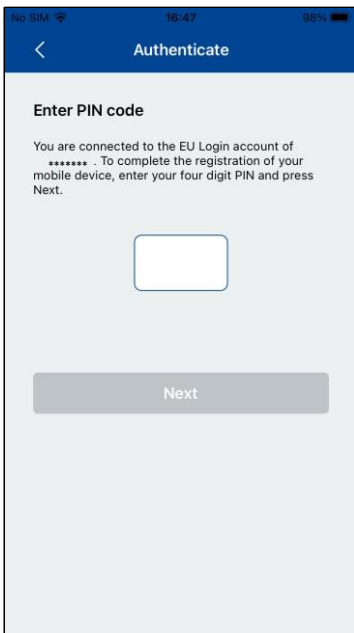 No SIM 16:47 98%
Authenticate
Enter PIN code
You are connected to the EU Login account of
******* . To complete the registration of your
mobile device, enter your four digit PIN and press
Next.
Next